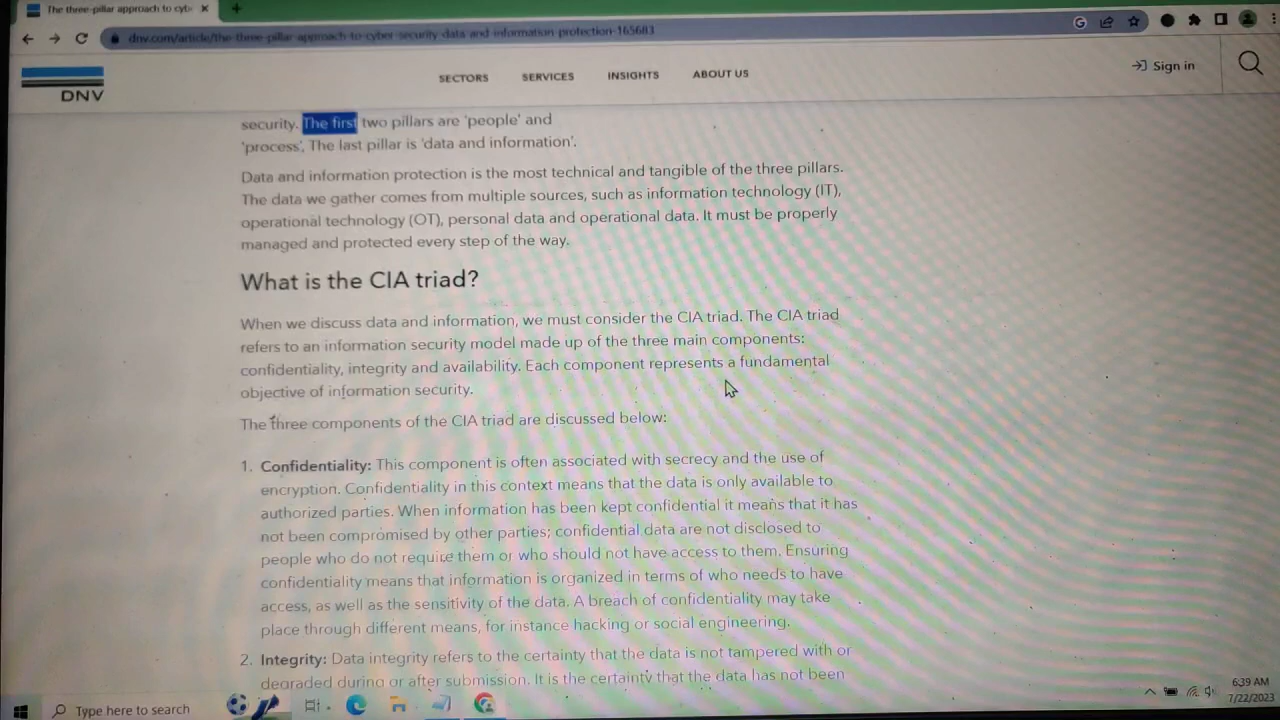 The three-pillar approach to cybe
dnv.com/article/the-three-pillar-approach-to-cyber-security-data-and-information-protection-165683
DNV
SECTORS
SERVICES
INSIGHTS
ABOUT US
Sign in
security. The first two pillars are 'people' and
'process'. The last pillar is 'data and information'.
Data and information protection is the most technical and tangible of the three pillars.
The data we gather comes from multiple sources, such as information technology (IT),
operational technology (OT), personal data and operational data. It must be properly
managed and protected every step of the way.
What is the CIA triad?
When we discuss data and information, we must consider the CIA triad. The CIA triad
refers to an information security model made up of the three main components:
confidentiality, integrity and availability. Each component represents a fundamental
objective of information security.
The three components of the CIA triad are discussed below:
1. Confidentiality: This component is often associated with secrecy and the use of
encryption. Confidentiality in this context means that the data is only available to
authorized parties. When information has been kept confidential it means that it has
not been compromised by other parties; confidential data are not disclosed to
people who do not require them or who should not have access to them. Ensuring
confidentiality means that information is organized in terms of who needs to have
access, as well as the sensitivity of the data. A breach of confidentiality may take
place through different means, for instance hacking or social engineering.
2. Integrity: Data integrity refers to the certainty that the data is not tampered with or
degraded during or after submission. It is the certainty that the data has not been
Type here to search
6:39 AM
7/22/2023